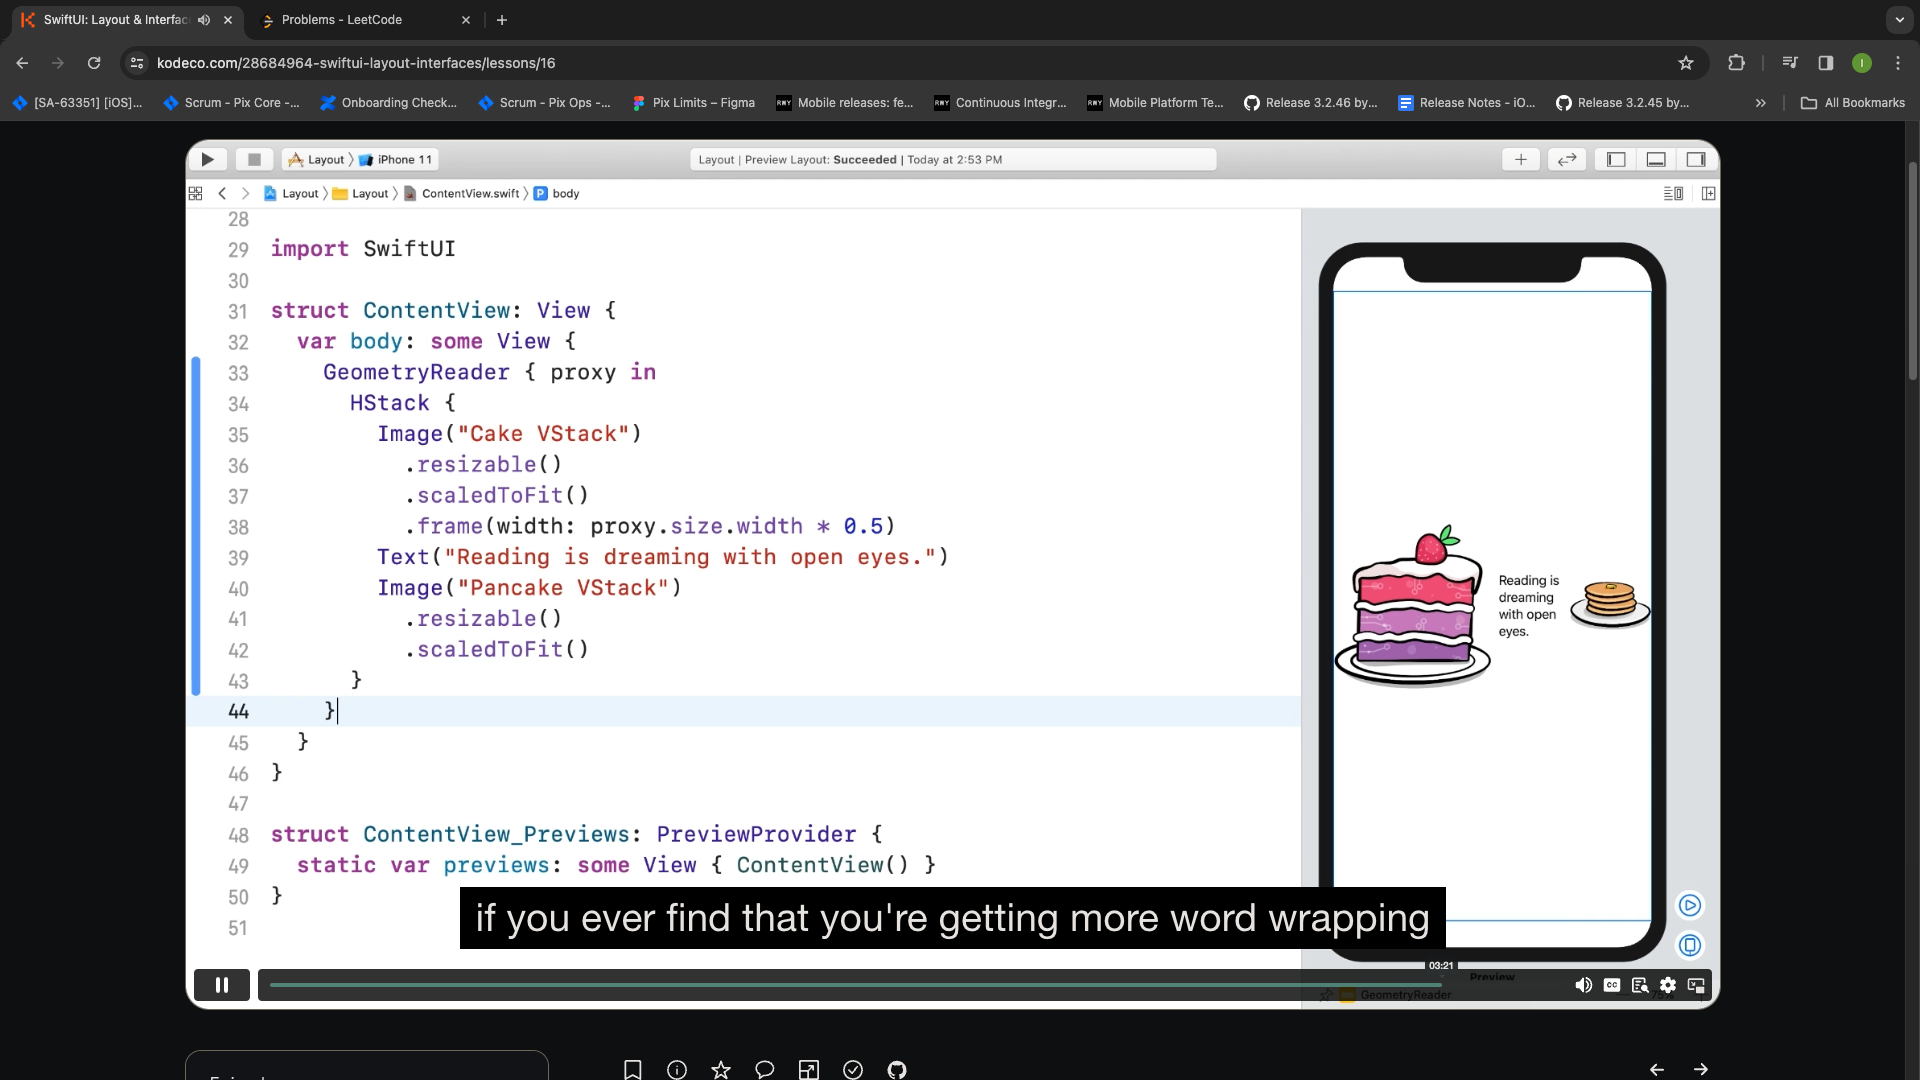 SwiftUI: Layout & Interfac
Problems - LeetCode
kodeco.com/28684964-swiftui-layout-interfaces/lessons/16
[SA-63351] [iOS]...
Scrum - Pix Core -...
Onboarding Check...
Scrum - Pix Ops -...
Pix Limits – Figma
Mobile releases: fe...
Continuous Integr...
Mobile Platform Te...
Release 3.2.46 by...
Release Notes - iO...
Release 3.2.45 by...
All Bookmarks
Layout
iPhone 11
Layout | Preview Layout: Succeeded | Today at 2:53 PM
Layout
Layout
ContentView.swift
P
body
28
29 import SwiftUI
30
31 struct ContentView: View {
32 var body: some View {
33 GeometryReader { proxy in
34 HStack {
35 Image("Cake VStack")
36 .resizable()
37 .scaledToFit()
38 .frame(width: proxy.size.width * 0.5)
39 Text("Reading is dreaming with open eyes.")
40 Image("Pancake VStack")
41 .resizable()
42 .scaledToFit()
43 }
44 }
45 }
46 }
47
48 struct ContentView_Previews: PreviewProvider {
49 static var previews: some View { ContentView() }
50 }
51
Reading is
dreaming
with open
eyes.
if you ever find that you're getting more word wrapping
03:21
Preview
GeometryReader
75%
CC